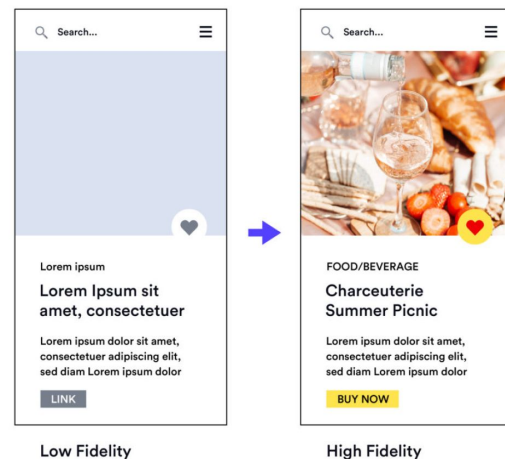 Search...
Lorem ipsum
Lorem Ipsum sit
amet, consectetuer
Lorem ipsum dolor sit amet,
consectetuer adipiscing elit,
sed diam Lorem ipsum dolor
LINK
Low Fidelity
Search...
FOOD/BEVERAGE
Charceuterie
Summer Picnic
Lorem ipsum dolor sit amet,
consectetuer adipiscing elit,
sed diam Lorem ipsum dolor
BUY NOW
High Fidelity